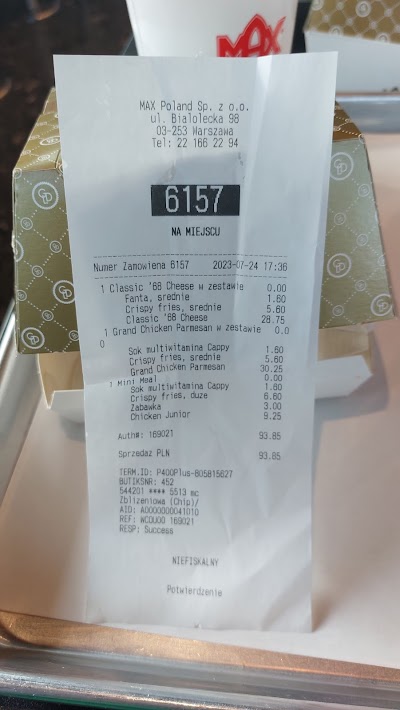 MAX
MAX Poland Sp. z o.o.
ul. Bialolecka 98
03-253 Warszawa
Tel: 22 166 22 94
6157
NA MIEJSCU
Numer Zamowiena 6157 2023-07-24 17:36
1 Classic '68 Cheese w zestawie 0.00
Fanta, srednie 1.60
Crispy fries, srednie 5.60
Classic '68 Cheese 28.75
1 Grand Chicken Parmesan w zestawie 0.0
0
Sok multiwitamina Cappy 1.60
Crispy fries, srednie 5.60
Grand Chicken Parmesan 30.25
1 Mini Meal 0.00
Sok multiwitamina Cappy 1.60
Crispy fries, duze 6.60
Zabawka 3.00
Chicken Junior 9.25
Auth#: 169021 93.85
Sprzedaz PLN 93.85
TERM.ID: P400Plus-805815627
BUTIKSNR: 452
544201 **** 5513 mc
Zblizeniowa (Chip)/
AID: A0000000041010
REF: WC0U00 169021
RESP: Success
NIEFISKALNY
Potwierdzenie